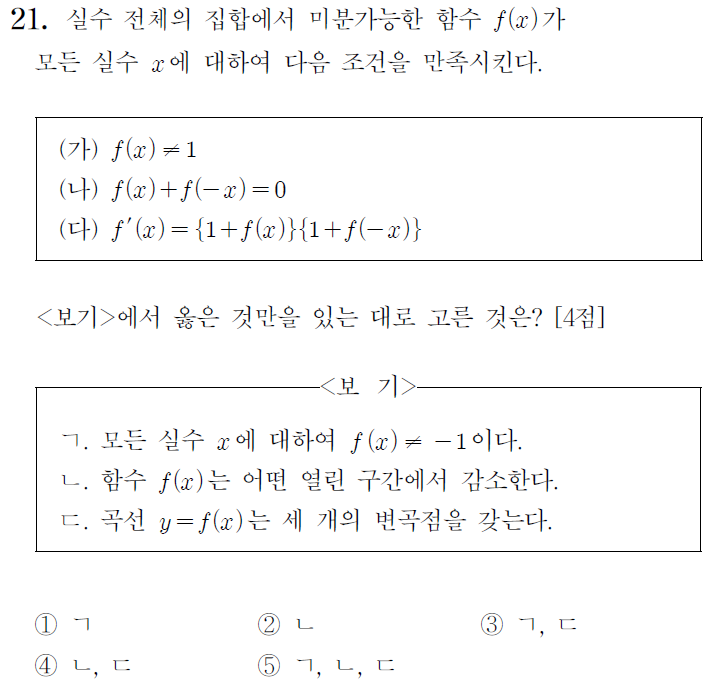 21. 실수 전체의 집합에서 미분가능한 함수 f(x)가
모든 실수 x에 대하여 다음 조건을 만족시킨다.
(가) f(x)≠1
(나) f(x)+f(-x)=0
(다) f′(x)={1+f(x)}{1+f(-x)}
<보기>에서 옳은 것만을 있는 대로 고른 것은? [4점]
<보 기>
ㄱ. 모든 실수 x에 대하여 f(x)≠-1이다.
ㄴ. 함수 f(x)는 어떤 열린 구간에서 감소한다.
ㄷ. 곡선 y=f(x)는 세 개의 변곡점을 갖는다.
① ㄱ ② ㄴ ③ ㄱ, ㄷ
④ ㄴ, ㄷ ⑤ ㄱ, ㄴ, ㄷ